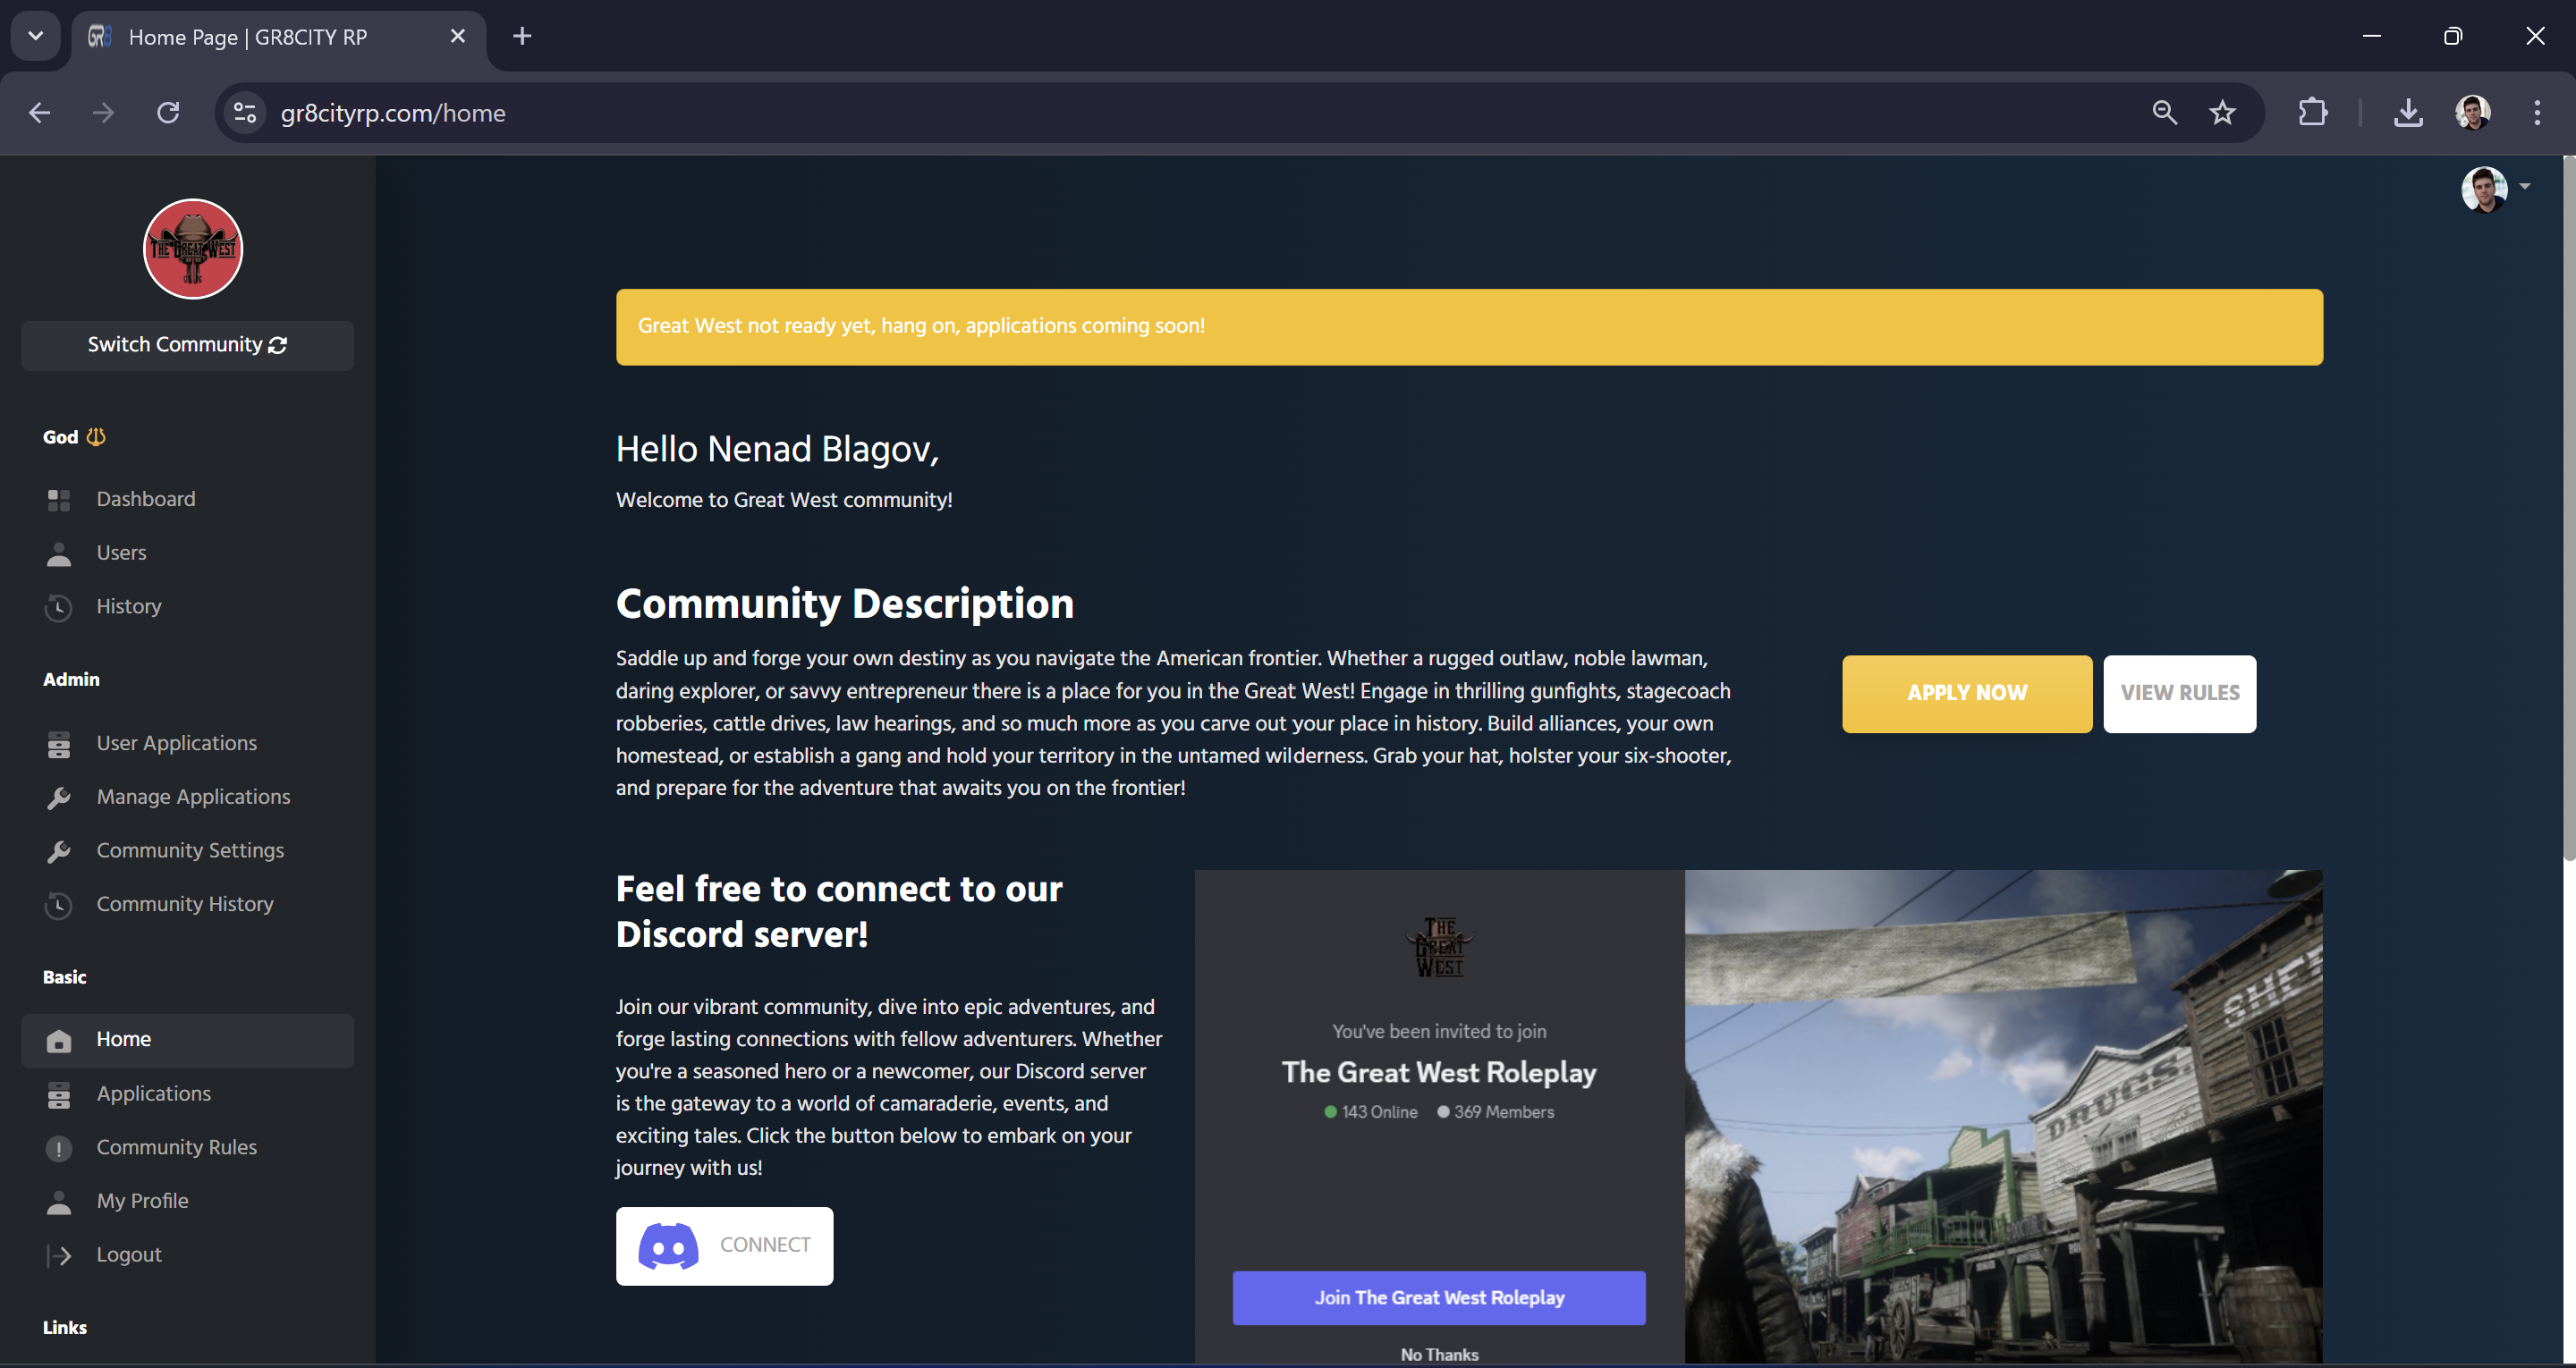 Home Page | GR8CITY RP
gr8cityrp.com/home
THE GREAT WEST
Switch Community
God
Dashboard
Users
History
Admin
User Applications
Manage Applications
Community Settings
Community History
Basic
Home
Applications
Community Rules
My Profile
Logout
Links
Great West not ready yet, hang on, applications coming soon!
Hello Nenad Blagov,
Welcome to Great West community!
Community Description
Saddle up and forge your own destiny as you navigate the American frontier. Whether a rugged outlaw, noble lawman,
daring explorer, or savvy entrepreneur there is a place for you in the Great West! Engage in thrilling gunfights, stagecoach
robberies, cattle drives, law hearings, and so much more as you carve out your place in history. Build alliances, your own
homestead, or establish a gang and hold your territory in the untamed wilderness. Grab your hat, holster your six-shooter,
and prepare for the adventure that awaits you on the frontier!
APPLY NOW
VIEW RULES
Feel free to connect to our
Discord server!
Join our vibrant community, dive into epic adventures, and
forge lasting connections with fellow adventurers. Whether
you're a seasoned hero or a newcomer, our Discord server
is the gateway to a world of camaraderie, events, and
exciting tales. Click the button below to embark on your
journey with us!
CONNECT
THE
GREAT
WEST
You've been invited to join
The Great West Roleplay
143 Online
369 Members
Join The Great West Roleplay
No Thanks
DRUGS.